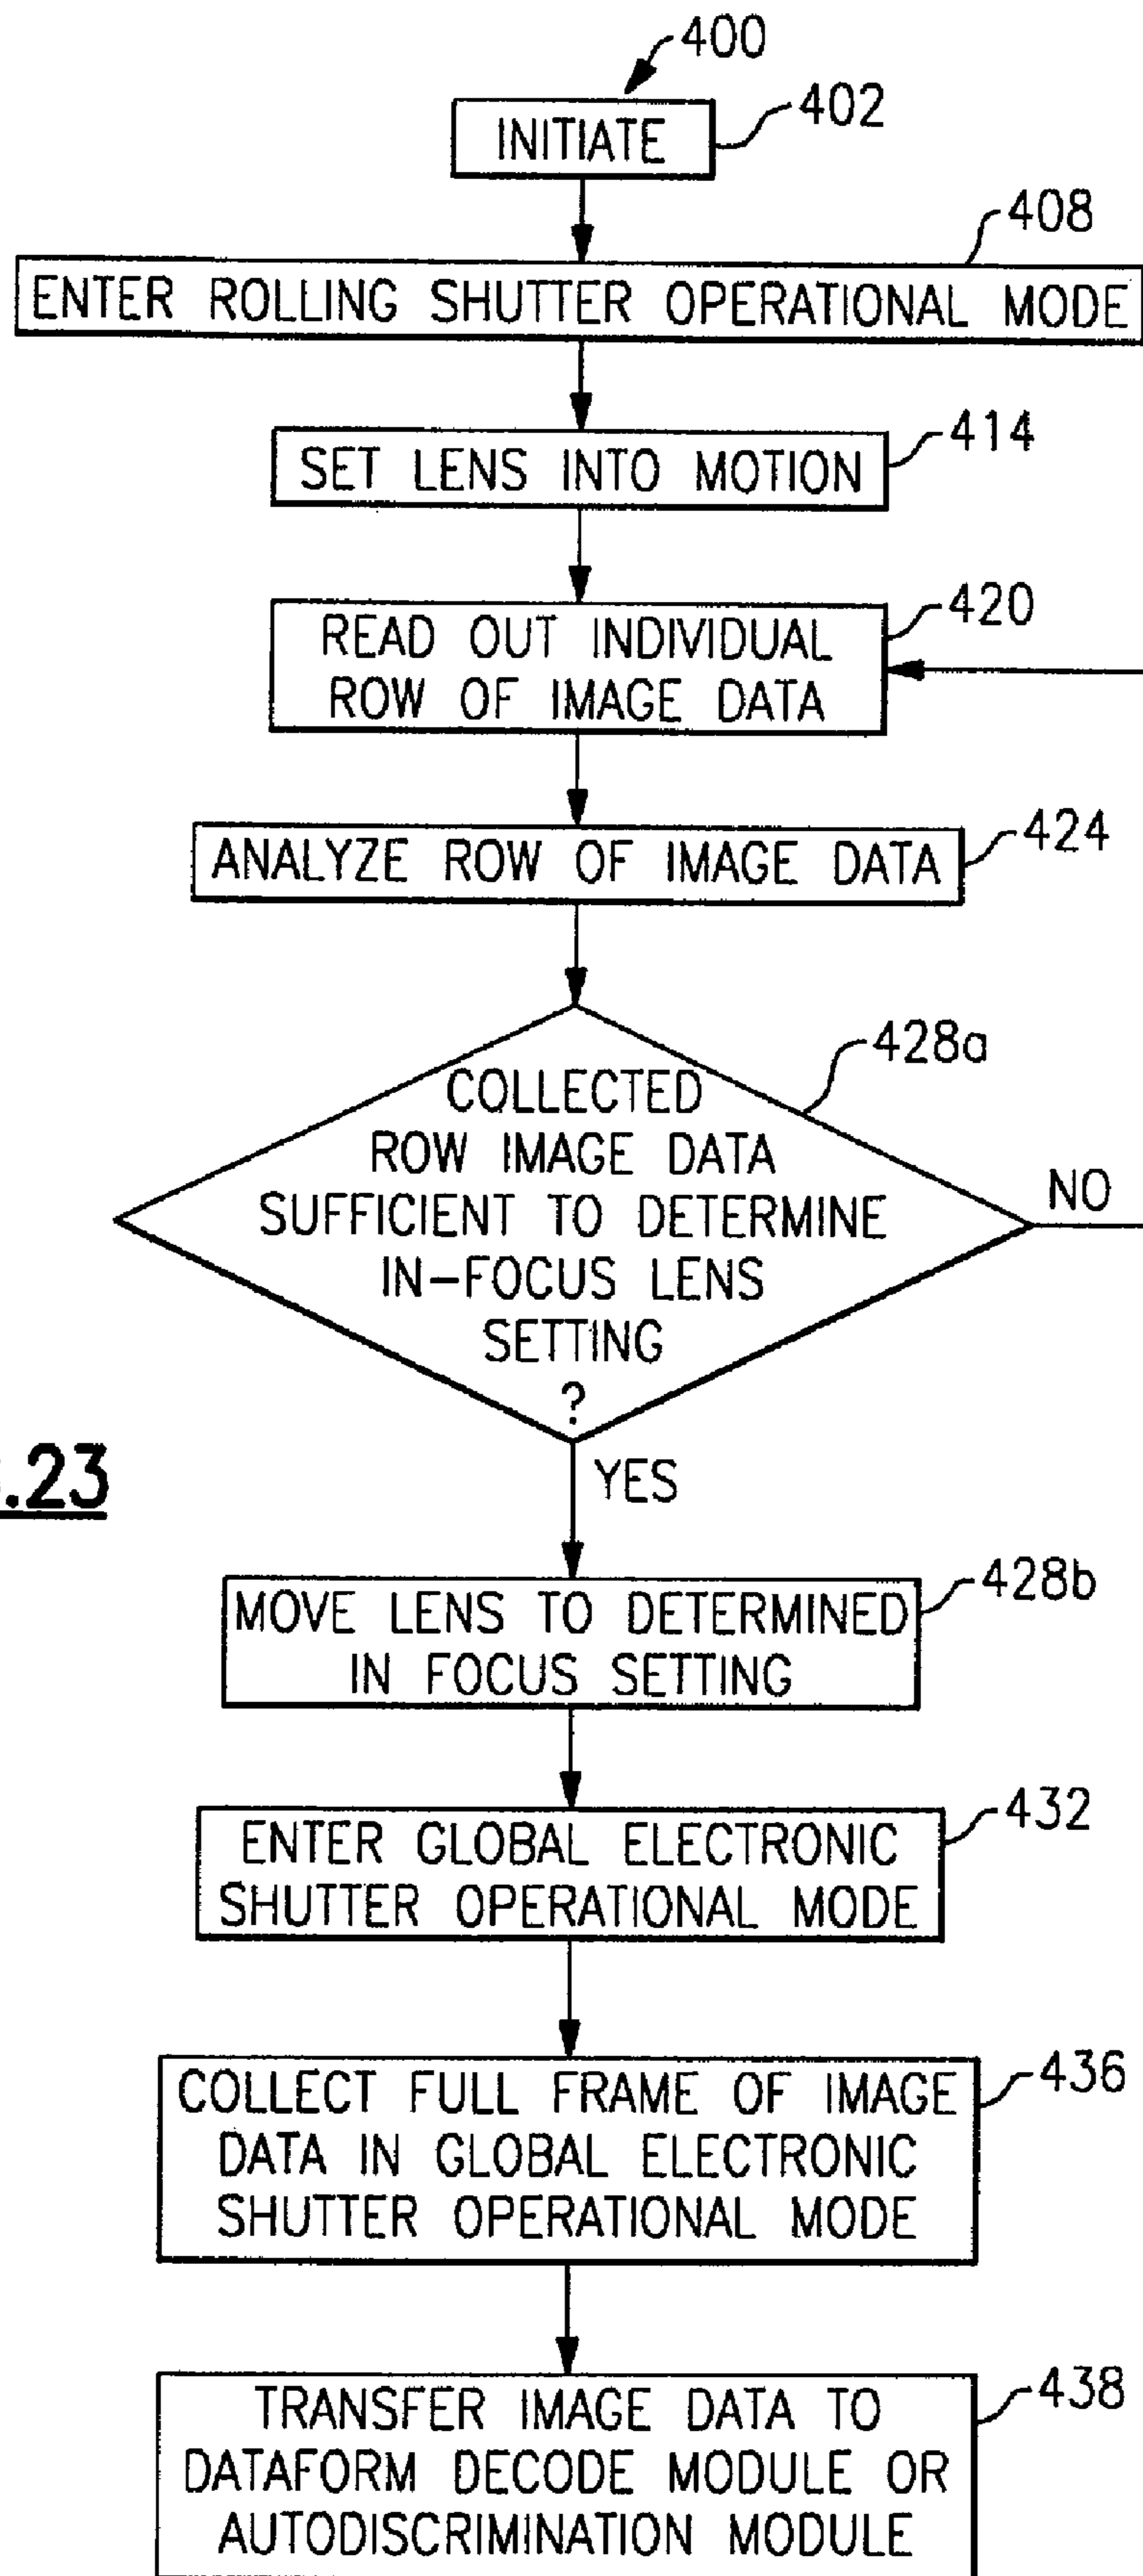 400
INITIATE
402
408
ENTER ROLLING SHUTTER OPERATIONAL MODE
414
SET LENS INTO MOTION
420
READ OUT INDIVIDUAL
ROW OF IMAGE DATA
424
ANALYZE ROW OF IMAGE DATA
428a
COLLECTED
ROW IMAGE DATA
SUFFICIENT TO DETERMINE
IN-FOCUS LENS
SETTING
?
NO
YES
.23
428b
MOVE LENS TO DETERMINED
IN FOCUS SETTING
432
ENTER GLOBAL ELECTRONIC
SHUTTER OPERATIONAL MODE
436
COLLECT FULL FRAME OF IMAGE
DATA IN GLOBAL ELECTRONIC
SHUTTER OPERATIONAL MODE
438
TRANSFER IMAGE DATA TO
DATAFORM DECODE MODULE OR
AUTODISCRIMINATION MODULE